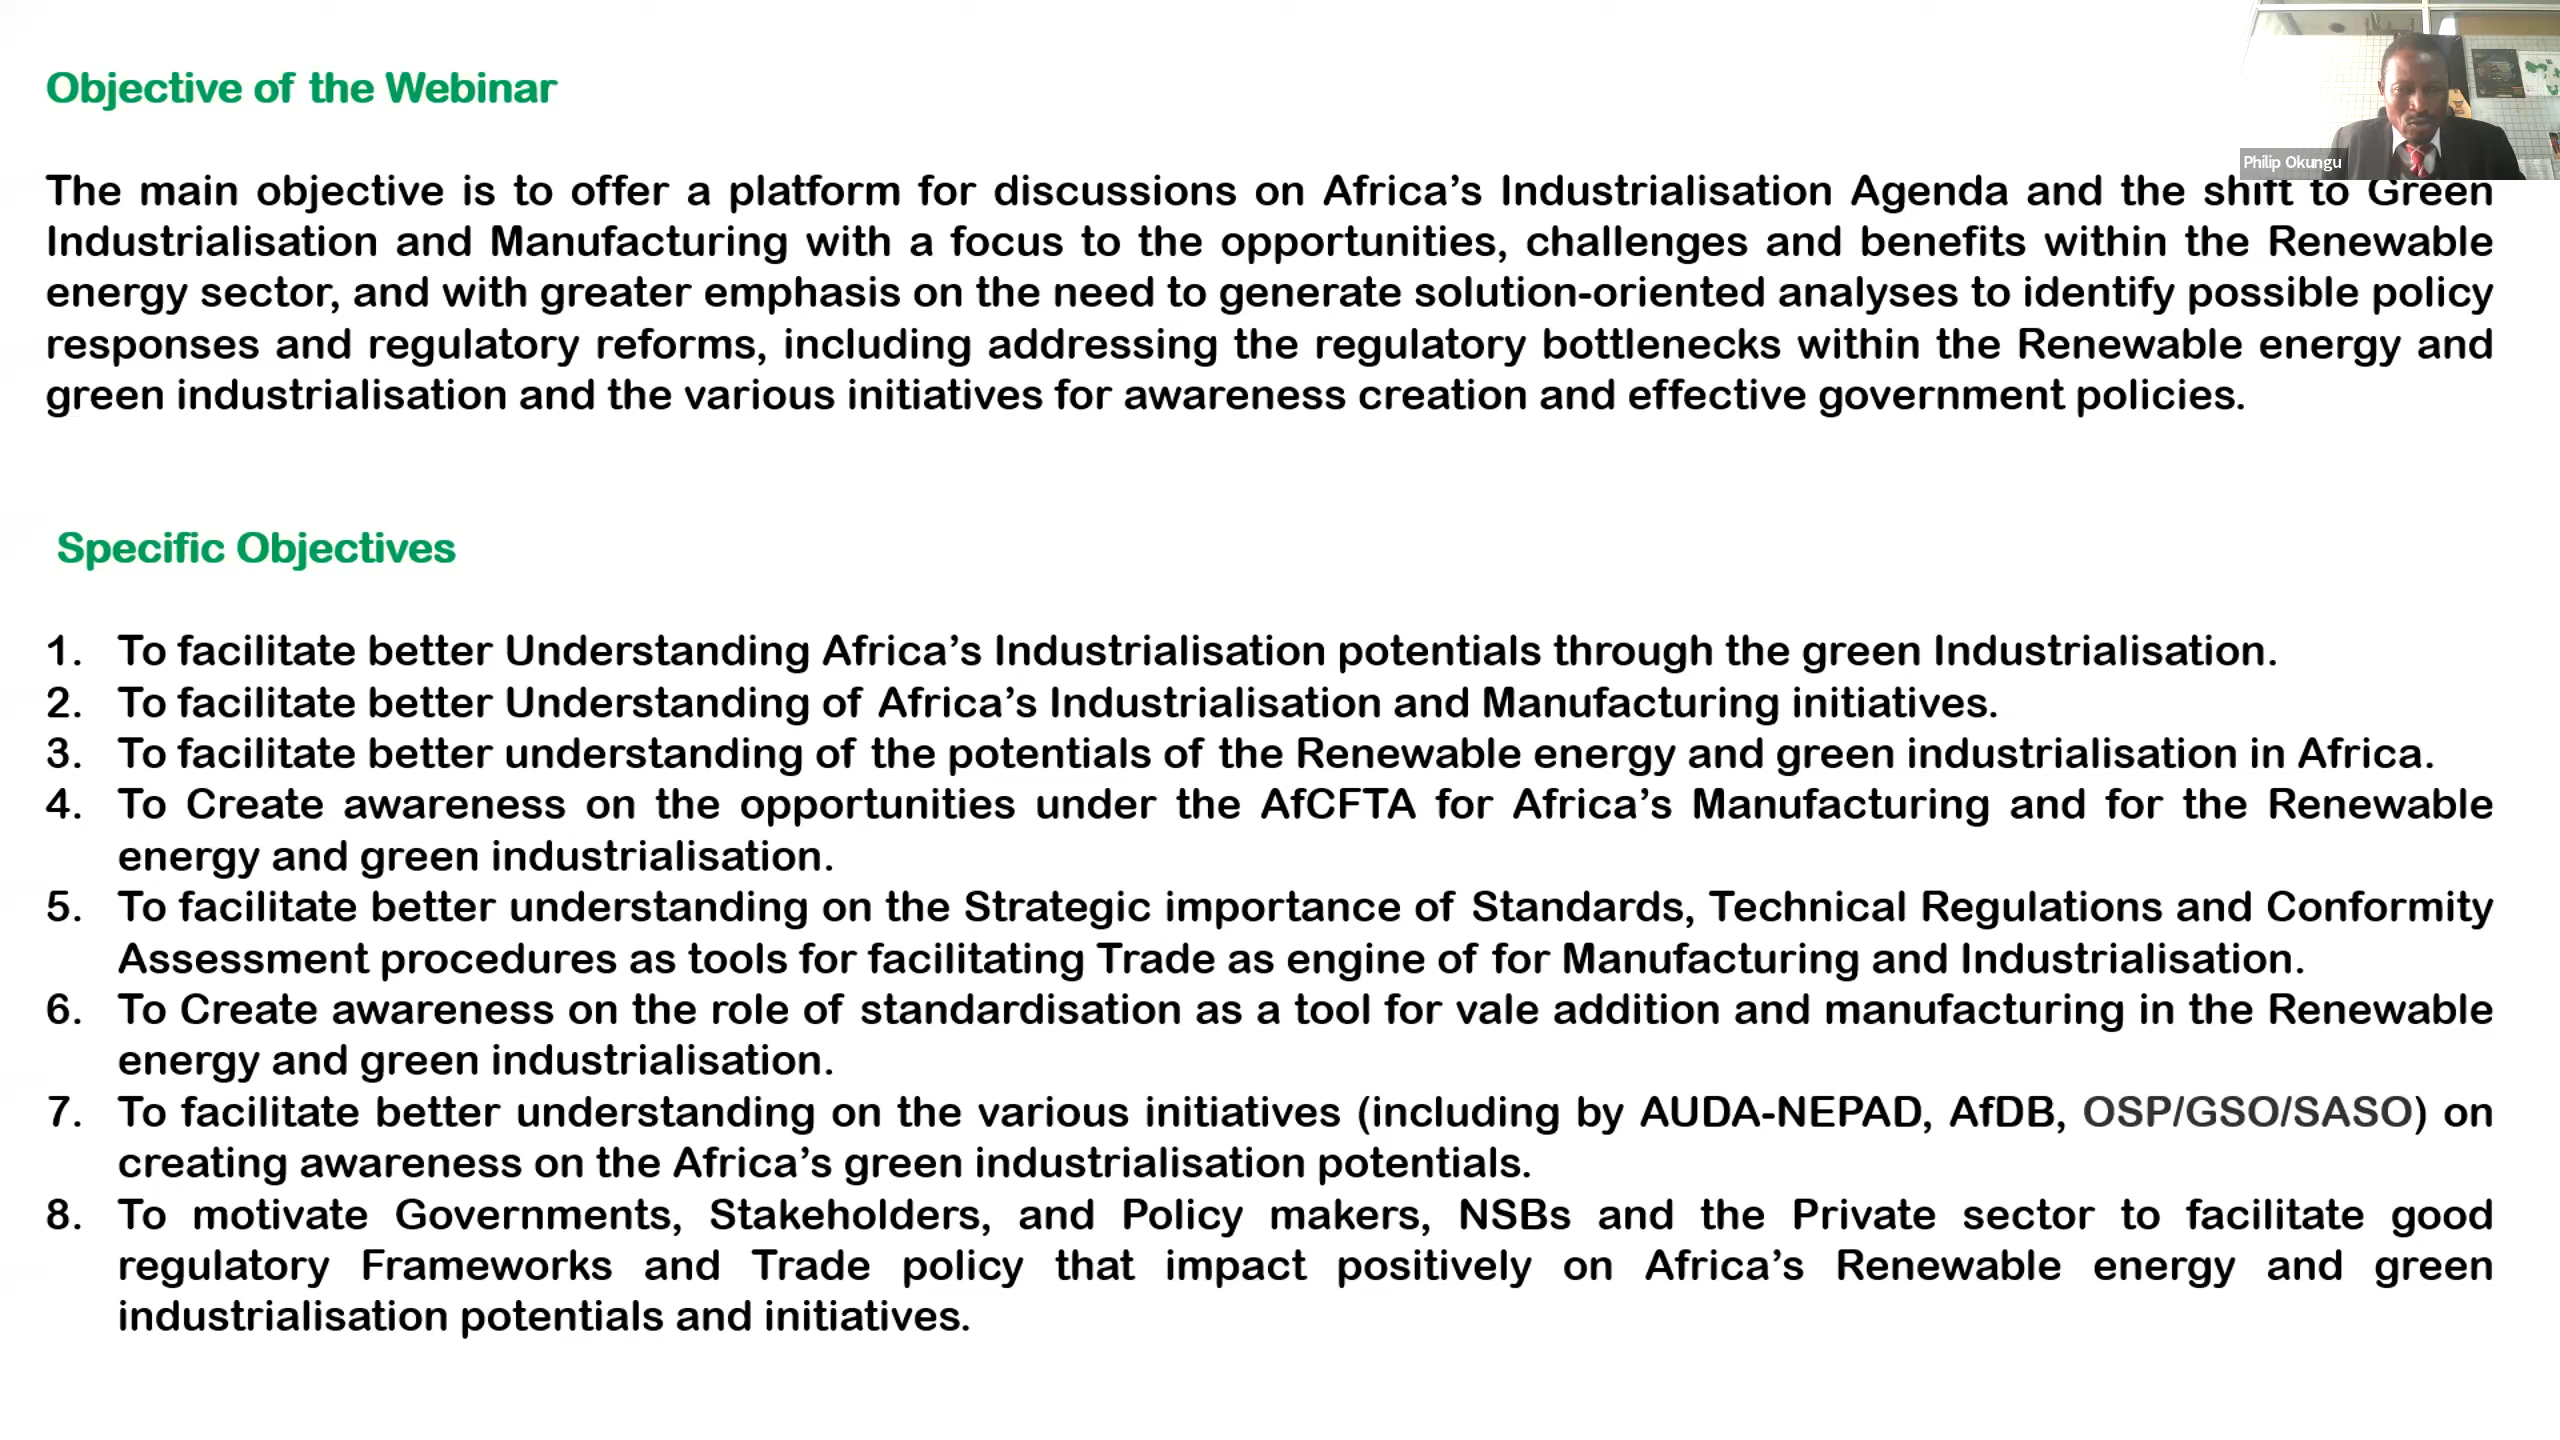 Objective of the Webinar
Philip Okungu
The main objective is to offer a platform for discussions on Africa’s Industrialisation Agenda and the shift to Green
Industrialisation and Manufacturing with a focus to the opportunities, challenges and benefits within the Renewable
energy sector, and with greater emphasis on the need to generate solution-oriented analyses to identify possible policy
responses and regulatory reforms, including addressing the regulatory bottlenecks within the Renewable energy and
green industrialisation and the various initiatives for awareness creation and effective government policies.
Specific Objectives
1. To facilitate better Understanding Africa’s Industrialisation potentials through the green Industrialisation.
2. To facilitate better Understanding of Africa’s Industrialisation and Manufacturing initiatives.
3. To facilitate better understanding of the potentials of the Renewable energy and green industrialisation in Africa.
4. To Create awareness on the opportunities under the AfCFTA for Africa’s Manufacturing and for the Renewable
energy and green industrialisation.
5. To facilitate better understanding on the Strategic importance of Standards, Technical Regulations and Conformity
Assessment procedures as tools for facilitating Trade as engine of for Manufacturing and Industrialisation.
6. To Create awareness on the role of standardisation as a tool for vale addition and manufacturing in the Renewable
energy and green industrialisation.
7. To facilitate better understanding on the various initiatives (including by AUDA-NEPAD, AfDB, OSP/GSO/SASO) on
creating awareness on the Africa’s green industrialisation potentials.
8. To motivate Governments, Stakeholders, and Policy makers, NSBs and the Private sector to facilitate good
regulatory Frameworks and Trade policy that impact positively on Africa’s Renewable energy and green
industrialisation potentials and initiatives.